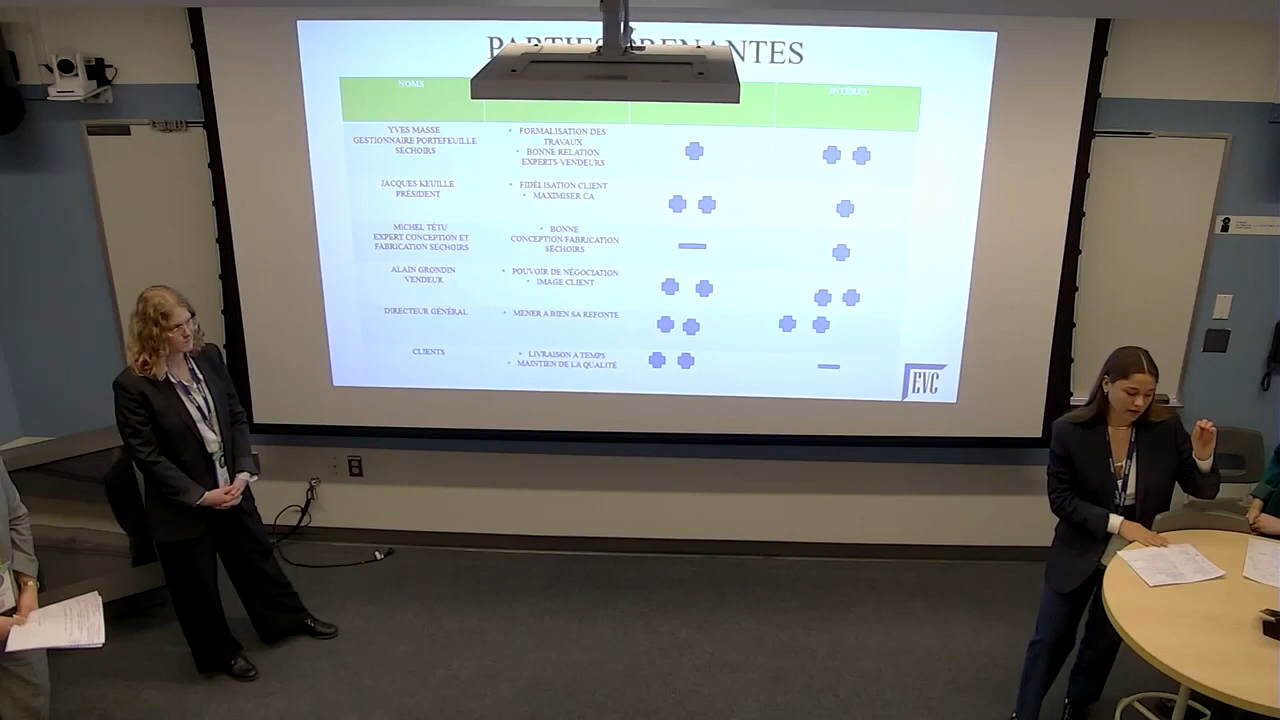 PARTIES PRENANTES
NOMS
INTÉRÊT
YVES MASSE
GESTIONNAIRE PORTEFEUILLE
SÉCHOIRS
• FORMALISATION DES
TRAVAUX
• BONNE RELATION
EXPERTS/VENDEURS
JACQUES KEUILLE
PRÉSIDENT
• FIDÉLISATION CLIENT
• MAXIMISER CA
MICHEL TÊTU
EXPERT CONCEPTION ET
FABRICATION SÉCHOIRS
• BONNE
CONCEPTION/FABRICATION
SÉCHOIRS
ALAIN GRONDIN
VENDEUR
• POUVOIR DE NÉGOCIATION
• IMAGE CLIENT
DIRECTEUR GÉNÉRAL
• MENER A BIEN SA REFONTE
CLIENTS
• LIVRAISON A TEMPS
• MAINTIEN DE LA QUALITÉ
EVC